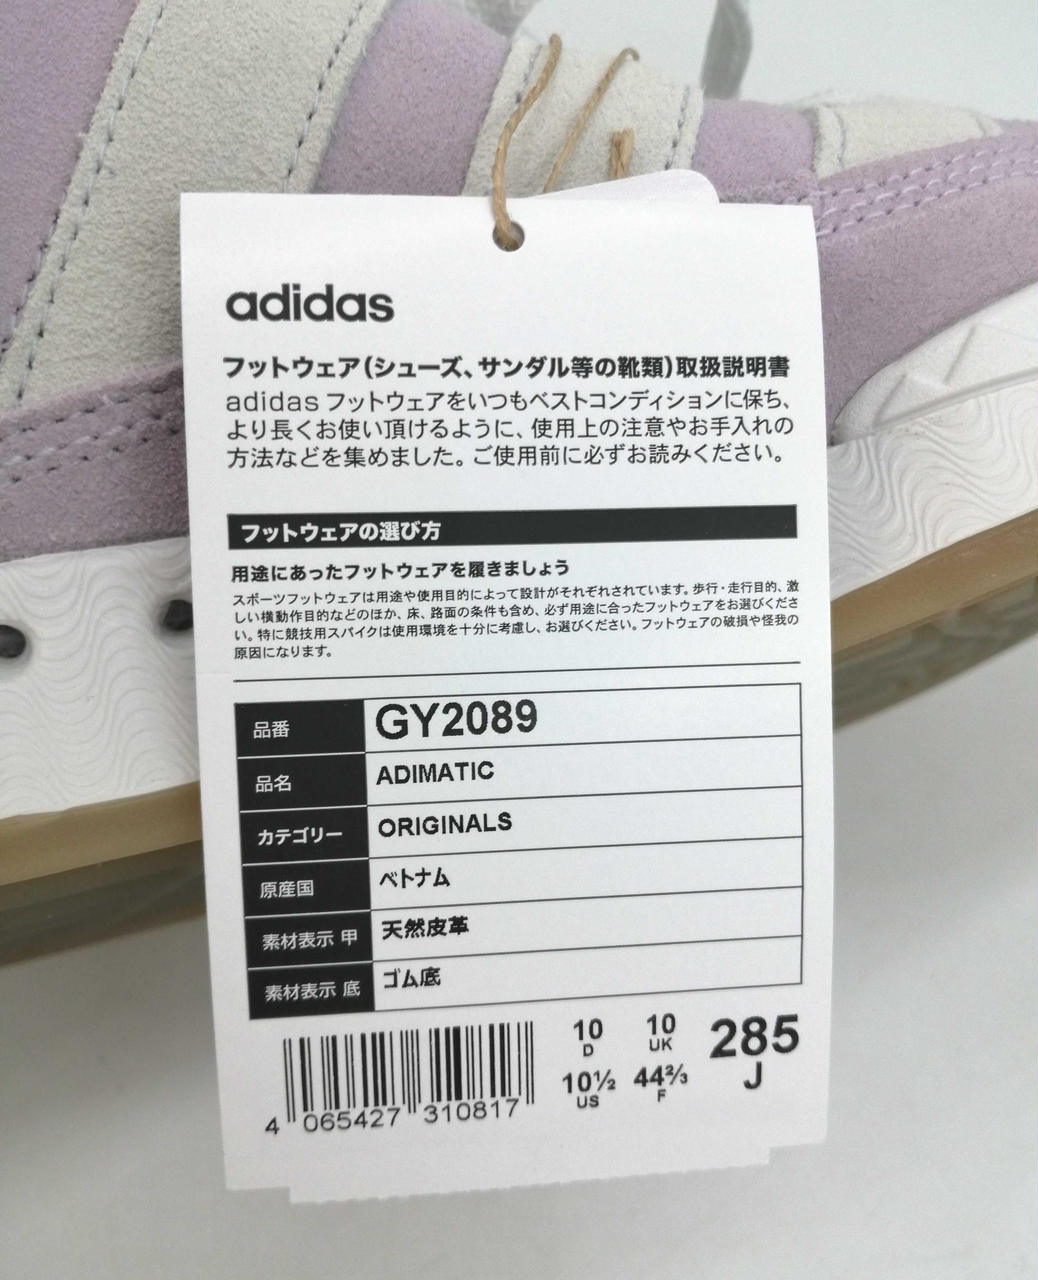 adidas
フットウェア(シューズ、サンダル等の靴類)取扱説明書
adidas フットウェアをいつもベストコンディションに保ち、
より長くお使い頂けるように、使用上の注意やお手入れの
方法などを集めました。ご使用前に必ずお読みください。
フットウェアの選び方
用途にあったフットウェアを履きましょう
スポーツフットウェアは用途や使用目的によって設計がそれぞれされています。歩行・走行目的、激
しい横動作目的などのほか、床、路面の条件も含め、必ず用途に合ったフットウェアをお選びくださ
い。特に競技用スパイクは使用環境を十分に考慮し、お選びください。フットウェアの破損や怪我の
原因になります。
品番 GY2089
品名 ADIMATIC
カテゴリー ORIGINALS
原産国 ベトナム
素材表示 甲 天然皮革
素材表示 底 ゴム底
10 10 285
D UK J
10½ 44⅔
US F
4 065427 310817